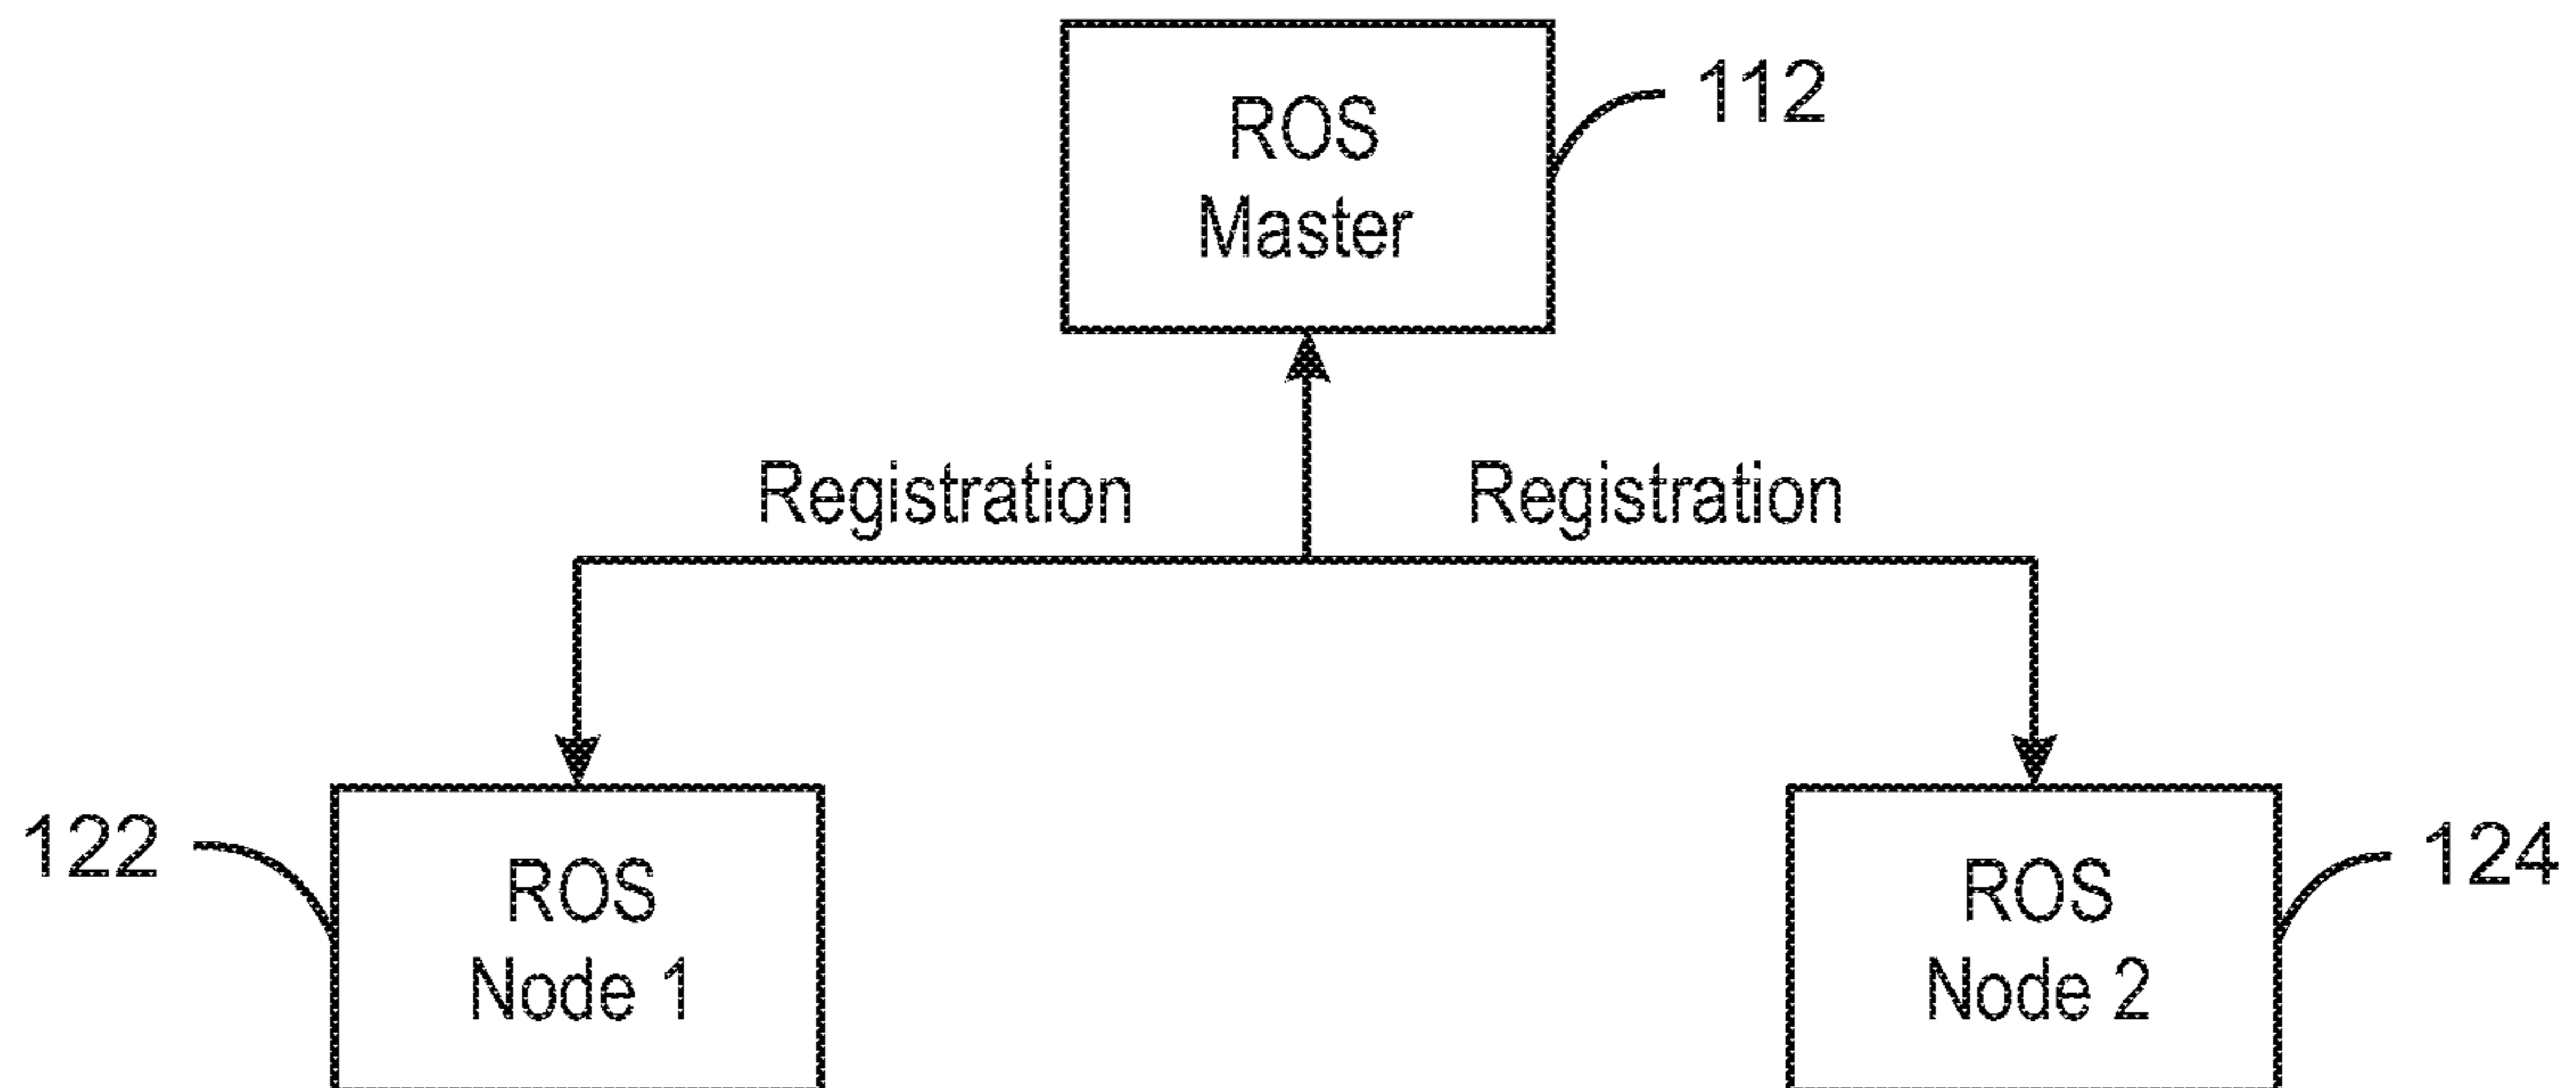 ROS
Master
112
Registration
Registration
122
ROS
Node 1
ROS
Node 2
124